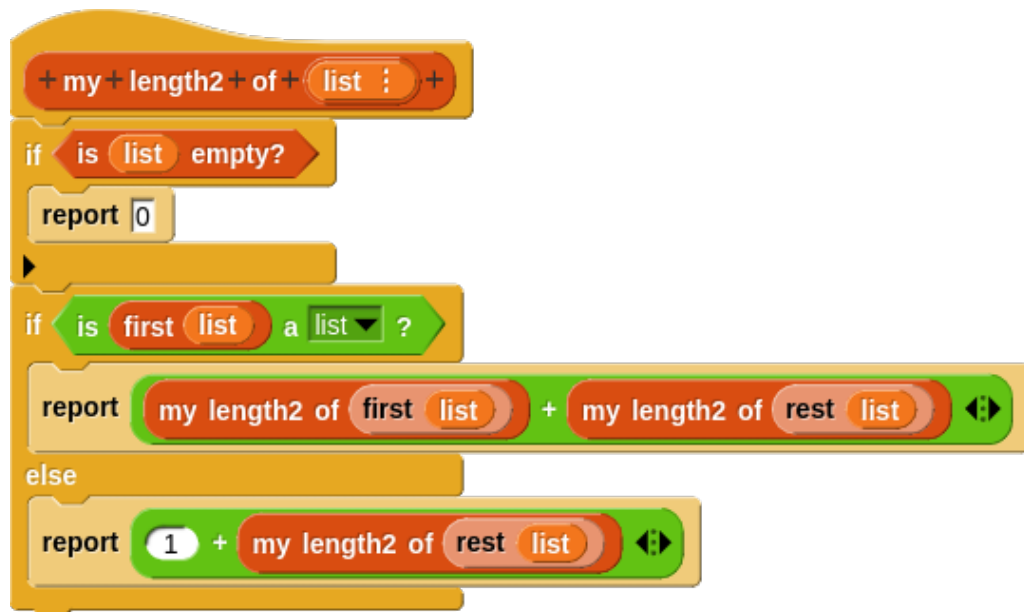 + my + length2 + of + list ⋮ +
if is list empty?
report 0
if is first list a list ?
report my length2 of first list + my length2 of rest list
else
report 1 + my length2 of rest list